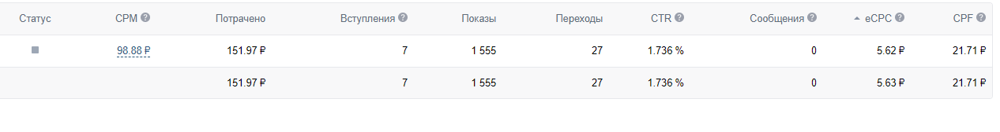 Статус CPM ? Потрачено Вступления ? Показы Переходы CTR ? Сообщения ? eCPC ? CPF ?
98.88 ₽ 151.97 ₽ 7 1 555 27 1.736 % 0 5.62 ₽ 21.71 ₽
151.97 ₽ 7 1 555 27 1.736 % 0 5.63 ₽ 21.71 ₽